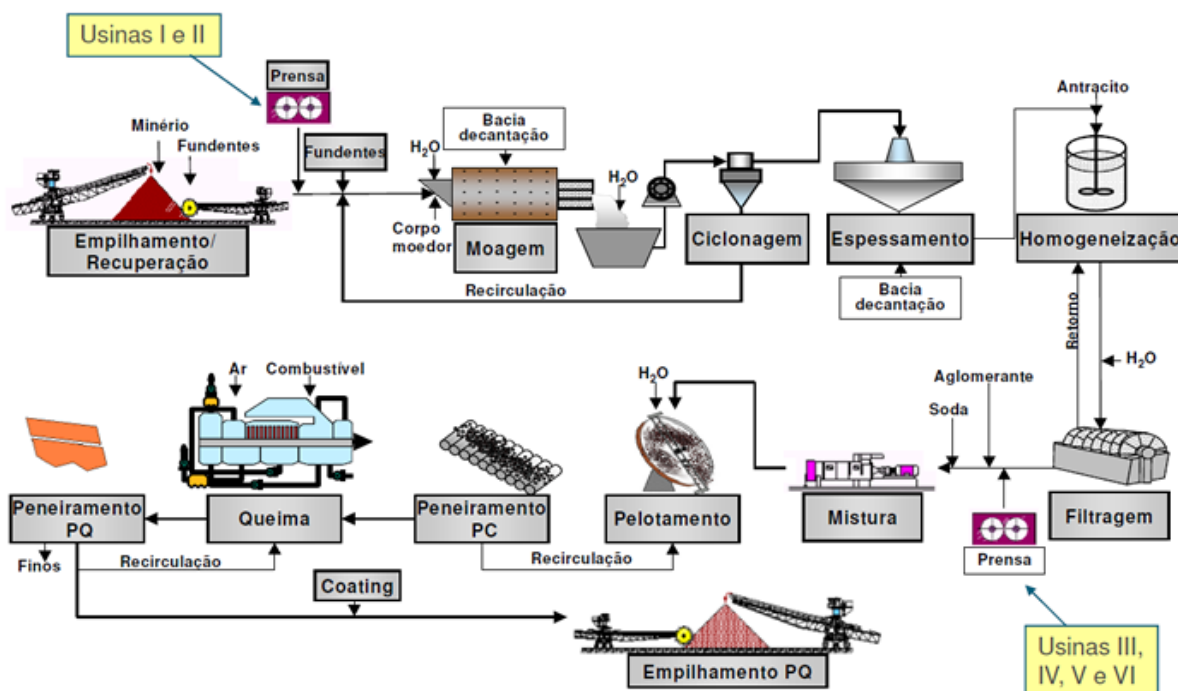 Usinas I e II
Prensa
Minério
Fundentes
Empilhamento/
Recuperação
Fundentes
H2O
Bacia
decantação
Corpo
moedor
Moagem
H2O
Recirculação
Ciclonagem
Espessamento
Bacia
decantação
Antracito
Homogeneização
Retorno
H2O
Filtragem
Aglomerante
Soda
Prensa
Usinas III,
IV, V e VI
Mistura
H2O
Pelotamento
Recirculação
Peneiramento
PC
Ar
Combustível
Queima
Recirculação
Peneiramento
PQ
Finos
Coating
Empilhamento PQ